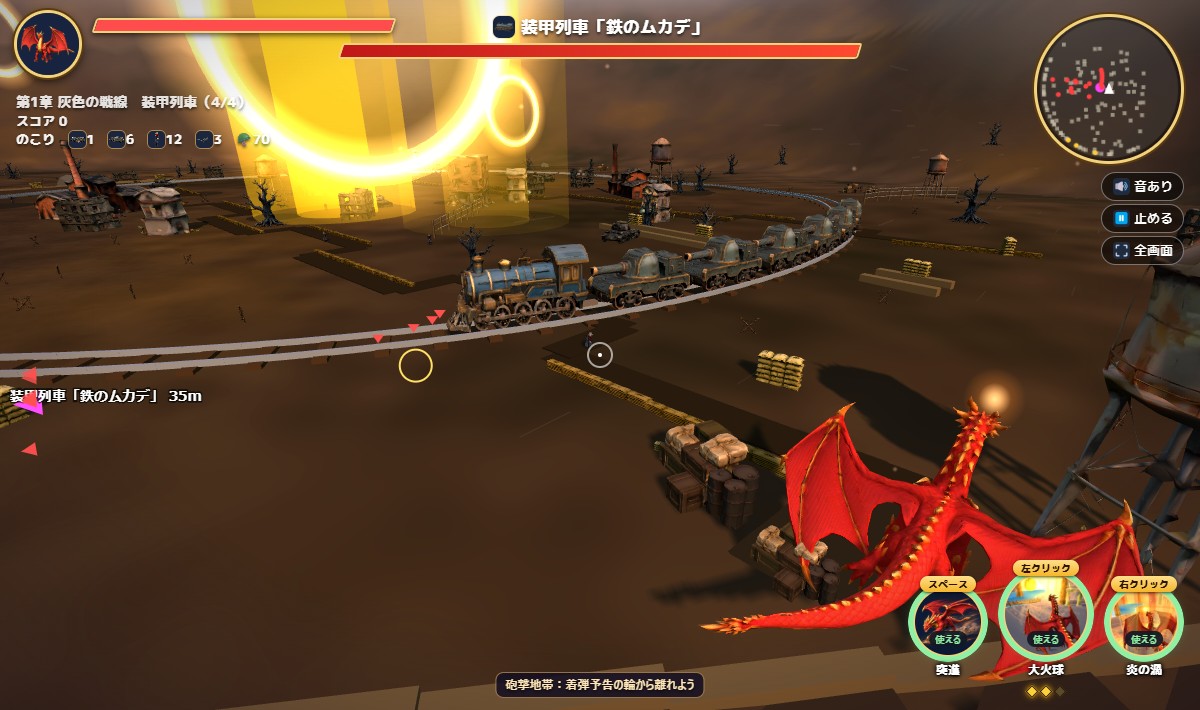 装甲列車「鉄のムカデ」
第1章 灰色の戦線 装甲列車（4/4）
スコア 0
のこり 1 6 12 3 70
音あり
止める
全画面
装甲列車「鉄のムカデ」 35m
スペース
左クリック
右クリック
使える
使える
使える
突進
大火球
炎の渦
砲撃地帯：着弾予告の輪から離れよう